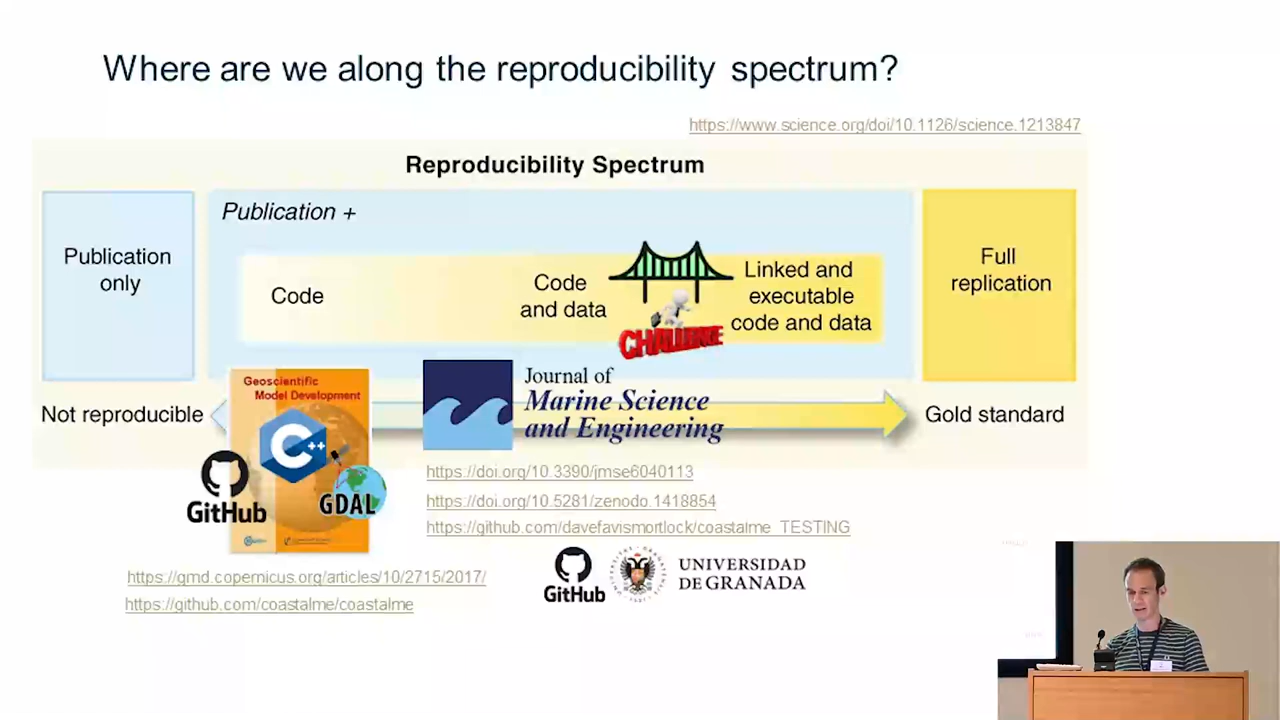 Where are we along the reproducibility spectrum?
https://www.science.org/doi/10.1126/science.1213847
Reproducibility Spectrum
Publication
only
Publication +
Code
Code
and data
CHALLENGE
Linked and
executable
code and data
Full
replication
Not reproducible
Gold standard
Geoscientific
Model Development
C++
GitHub
GDAL
Journal of
Marine Science
and Engineering
https://doi.org/10.3390/jmse6040113
https://doi.org/10.5281/zenodo.1418854
https://github.com/davefavismortlock/coastalme_TESTING
https://gmd.copernicus.org/articles/10/2715/2017/
https://github.com/coastalme/coastalme
GitHub
UNIVERSIDAD
DE GRANADA